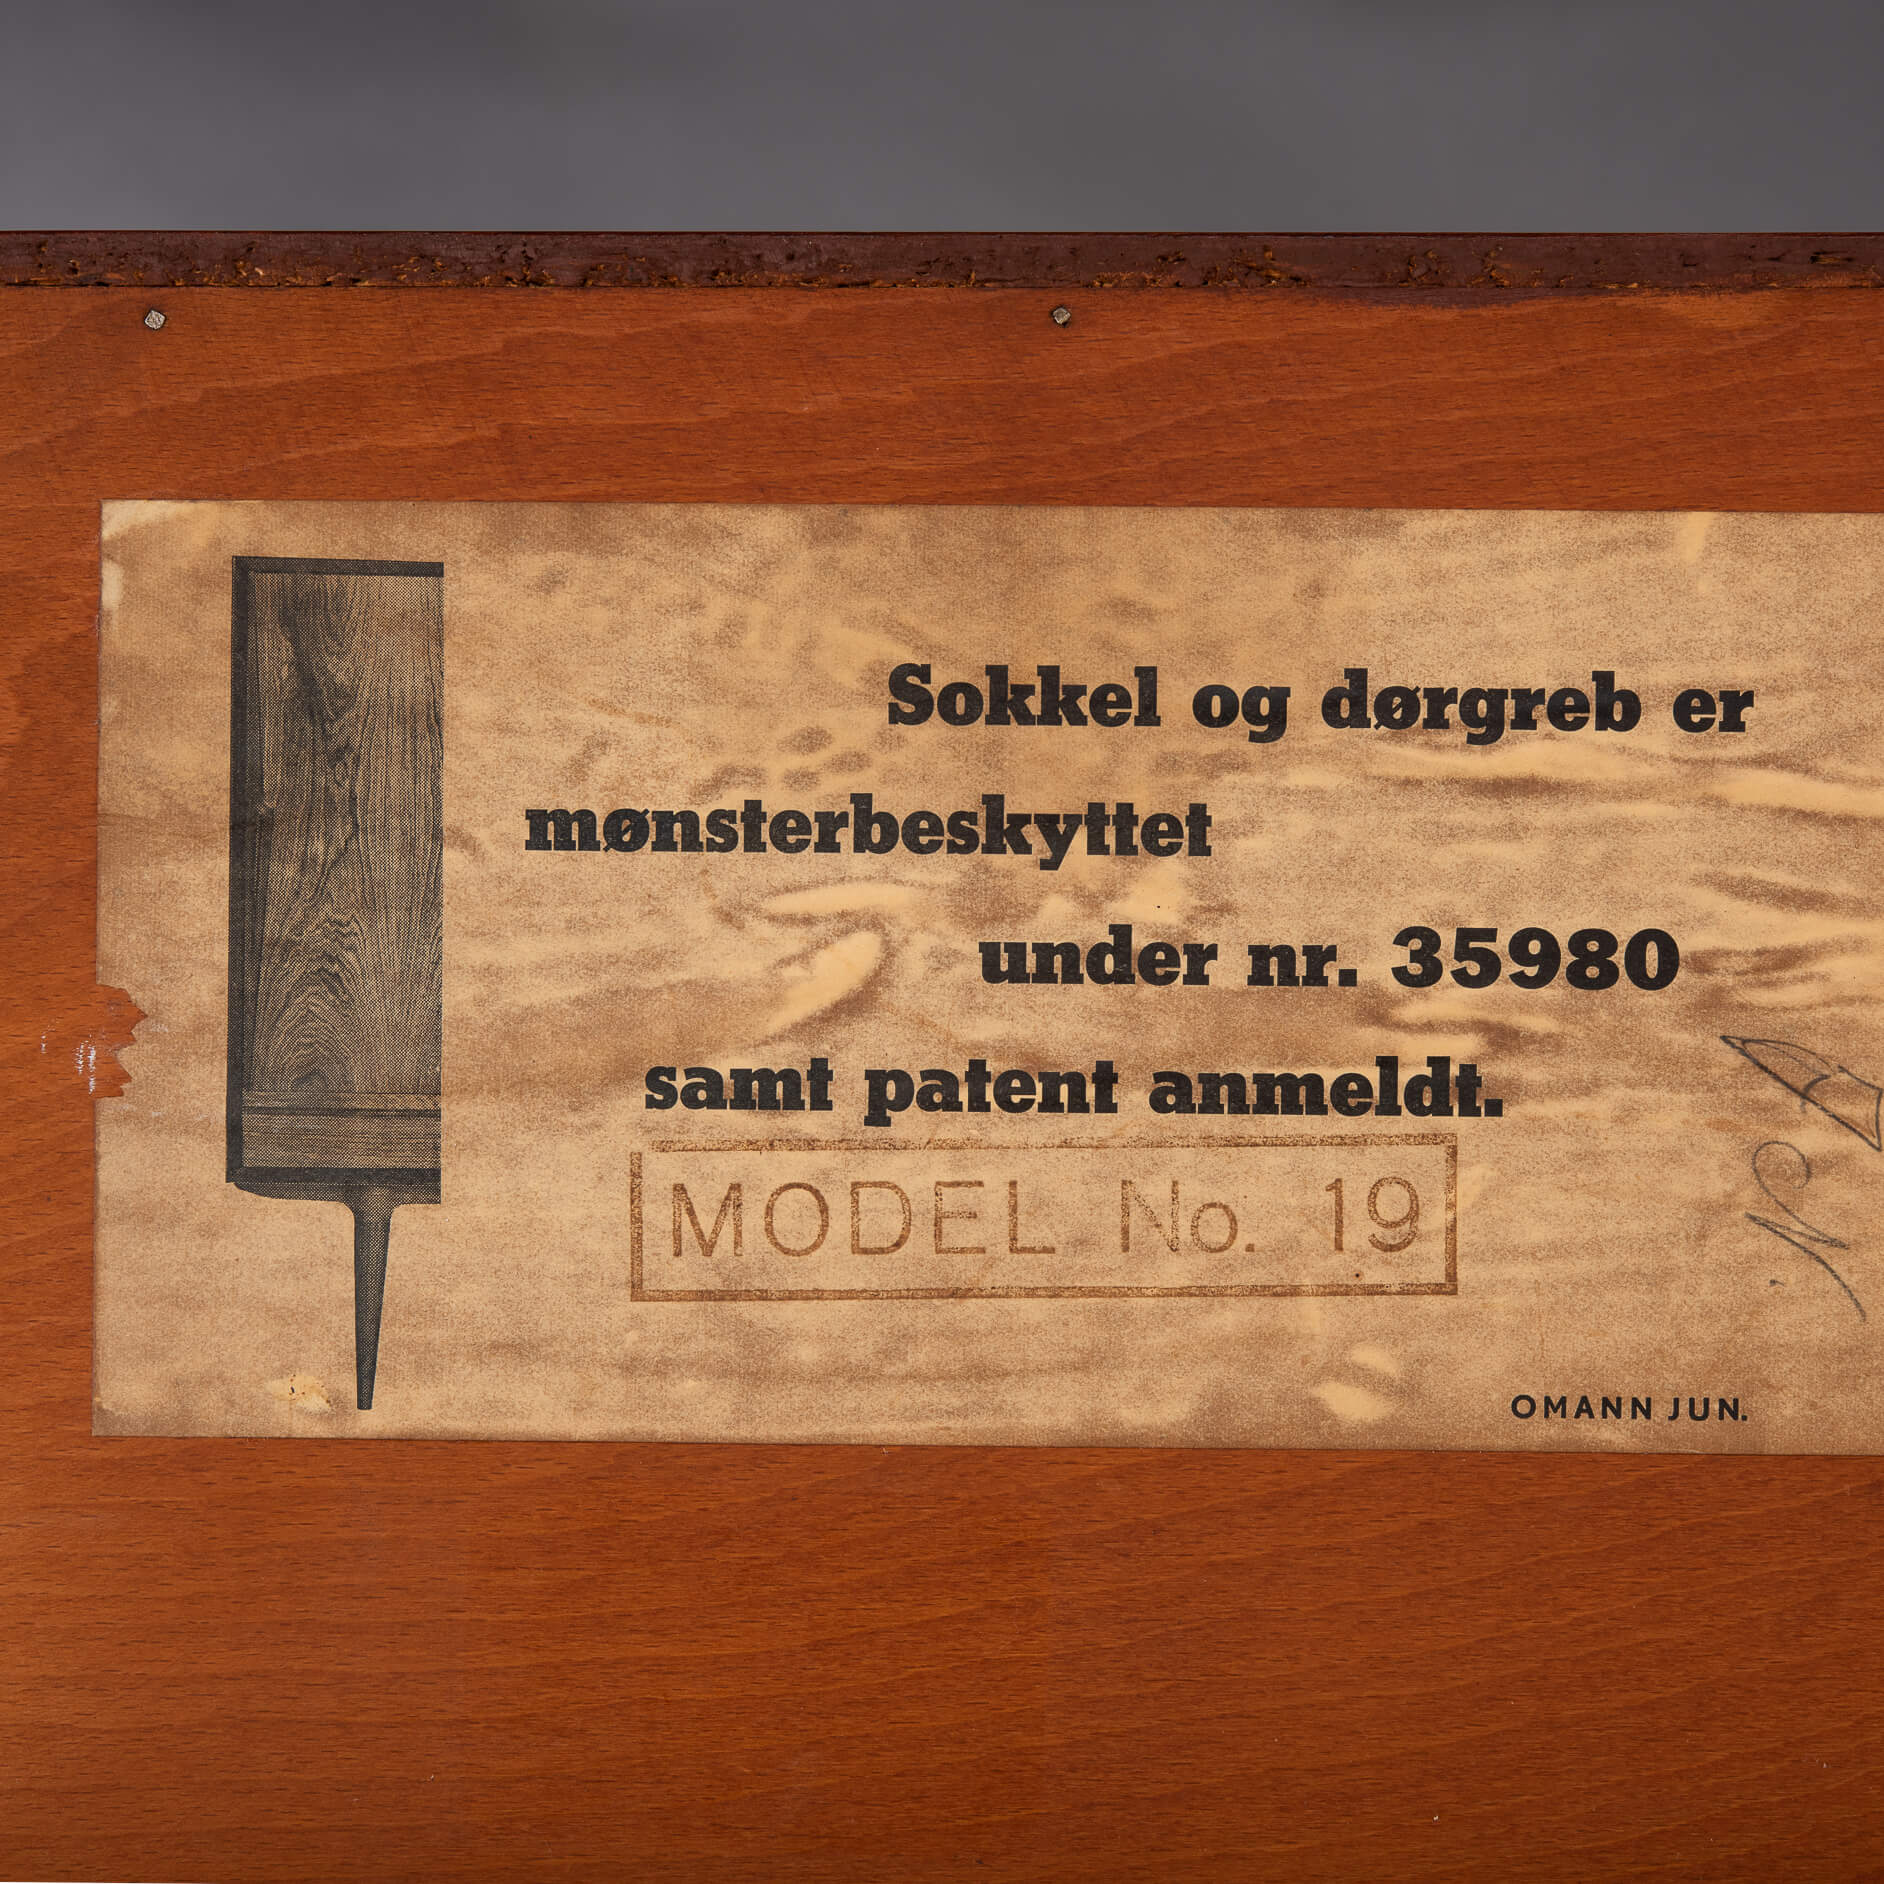 Sokkel og dørgreb er
mønsterbeskyttet
under nr. 35980
samt patent anmeldt.
MODEL No. 19
OMANN JUN.